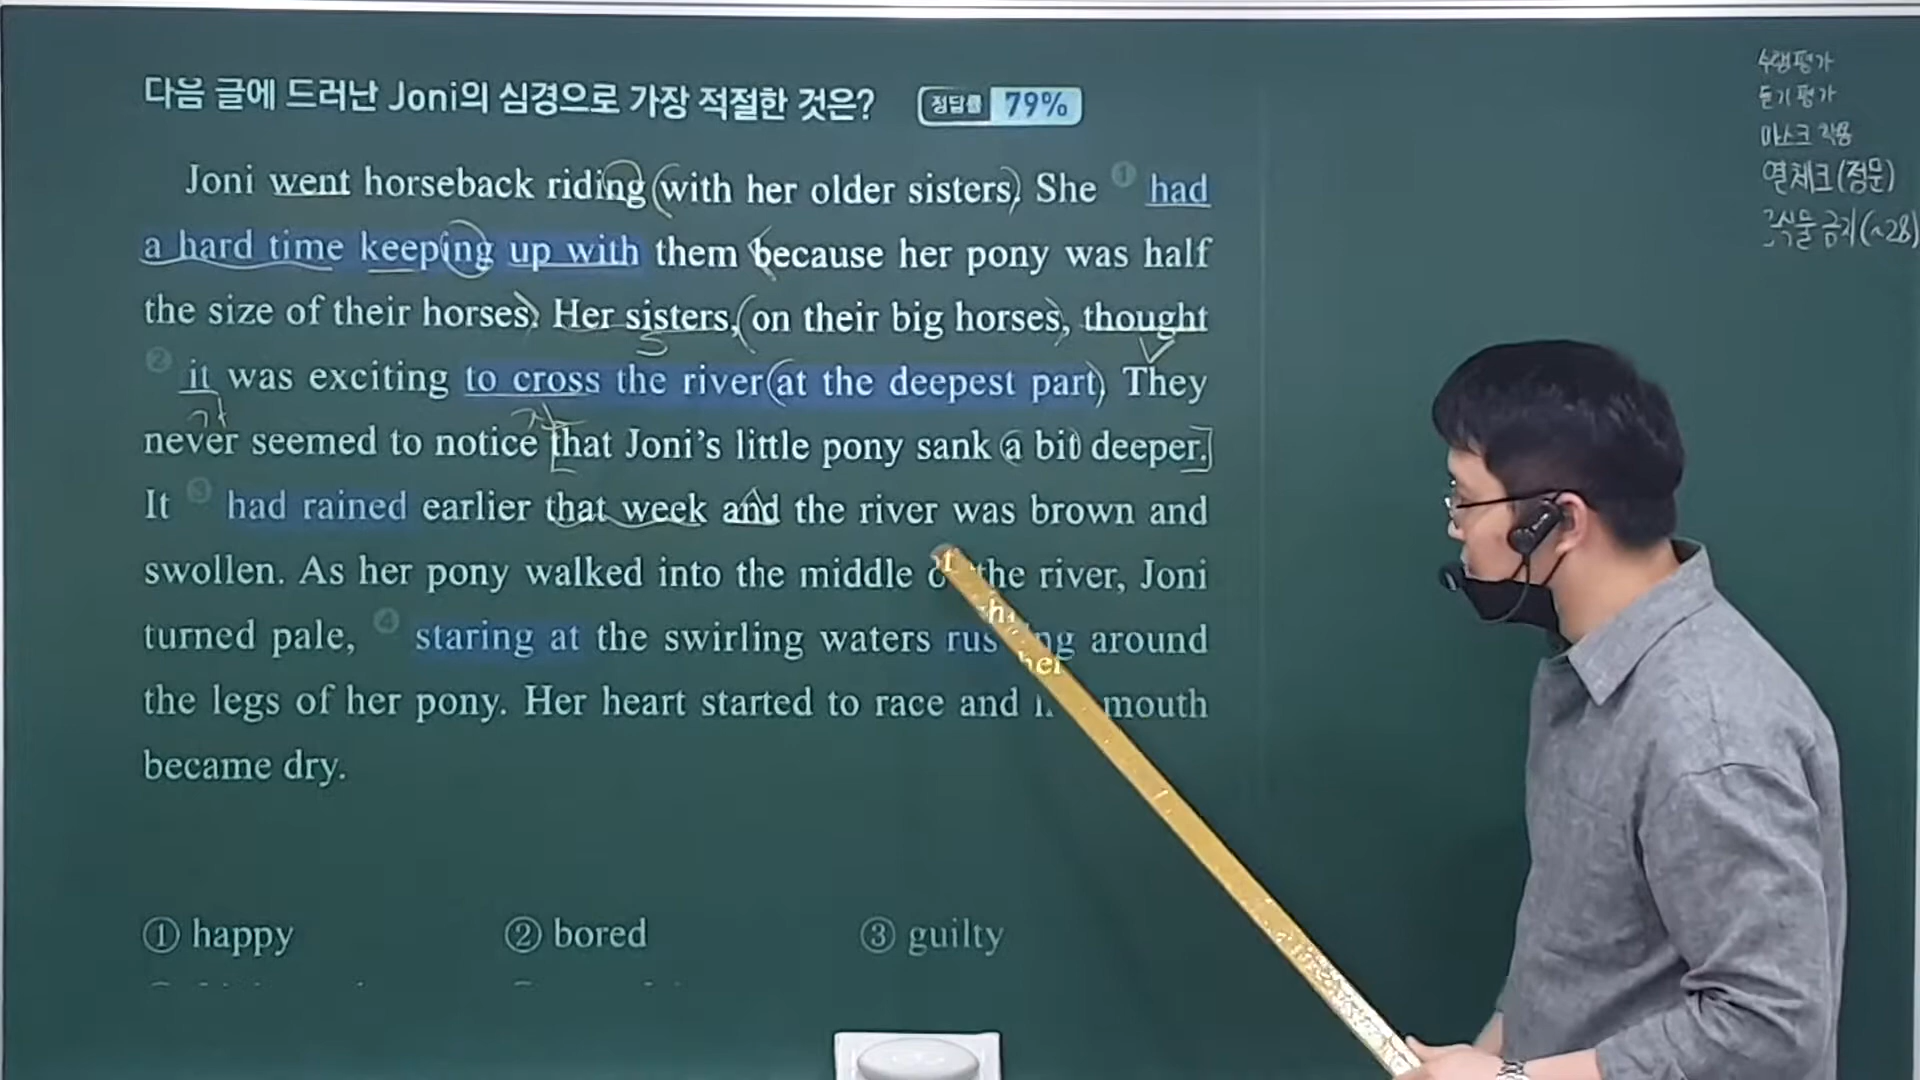 다음 글에 드러난 Joni의 심경으로 가장 적절한 것은? 정답률 79%
Joni went horseback riding (with her older sisters). She ① had
a hard time keeping up with them because her pony was half
the size of their horses. Her sisters, (on their big horses), thought
S
② it was exciting to cross the river (at the deepest part). They
가 진
never seemed to notice [that Joni's little pony sank (a bit) deeper.]
It ③ had rained earlier that week and the river was brown and
swollen. As her pony walked into the middle of the river, Joni
turned pale, ④ staring at the swirling waters rushing around
the legs of her pony. Her heart started to race and her mouth
became dry.
① happy ② bored ③ guilty
수행평가
듣기평가
마스크 착용
열체크(정문)
금지(~28)